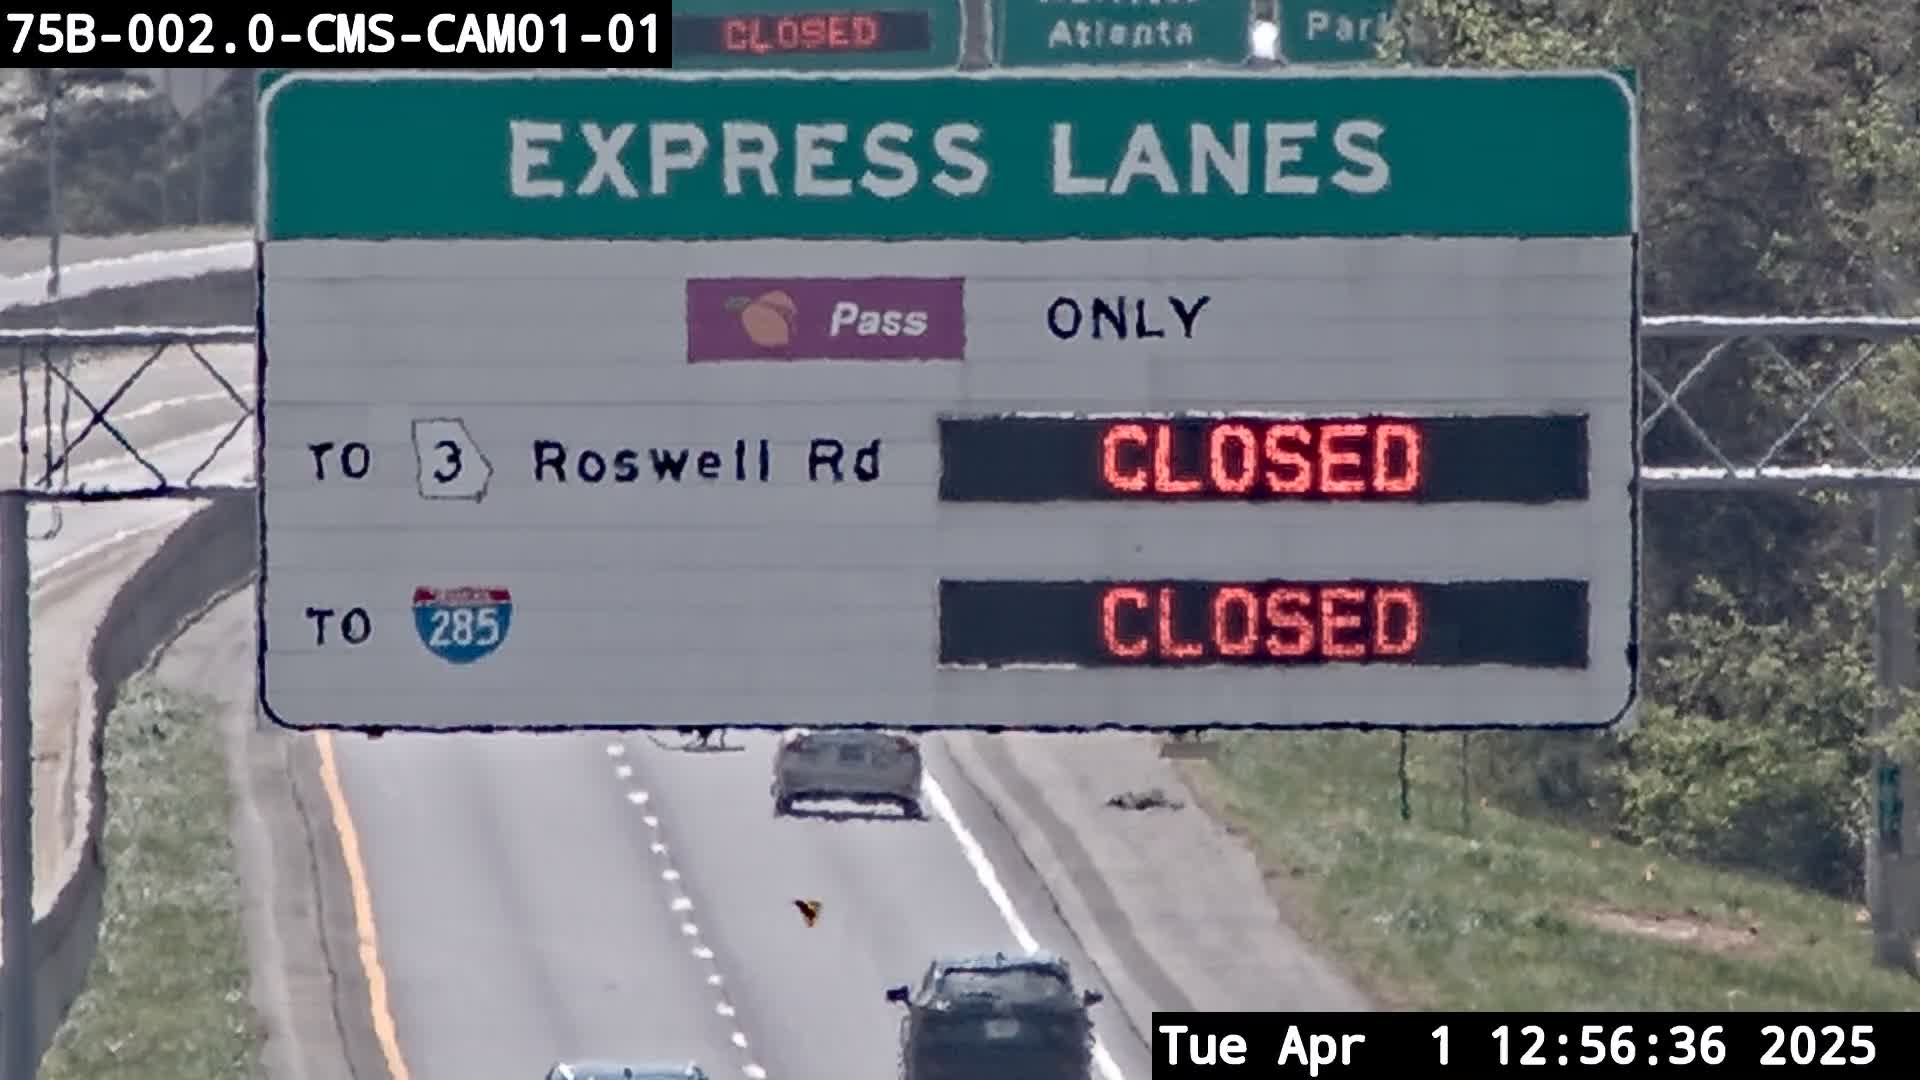 75B-002.0-CMS-CAM01-01
CLOSED
Atlanta
EXPRESS LANES
Pass ONLY
TO 3 Roswell Rd CLOSED
TO 285 CLOSED
Tue Apr 1 12:56:36 2025